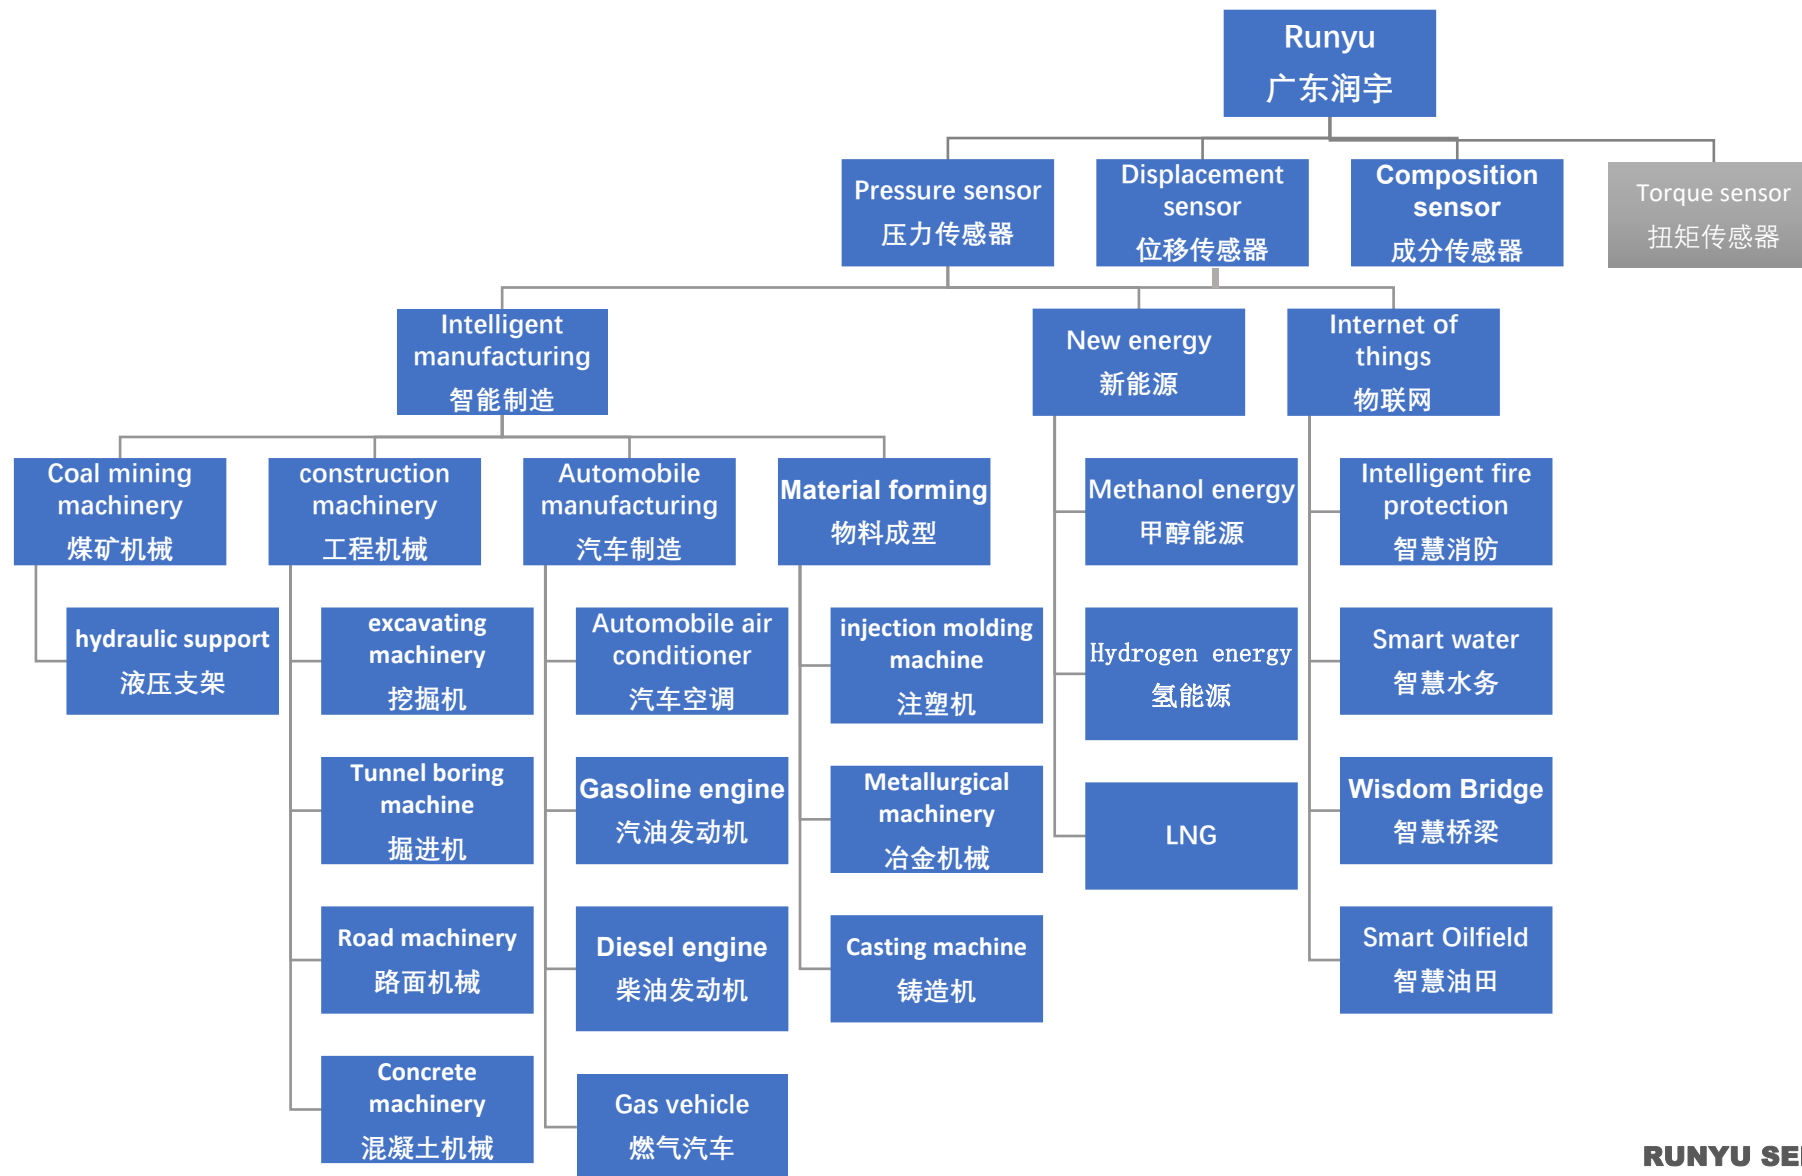 Runyu
广东润宇
Pressure sensor
压力传感器
Displacement
sensor
位移传感器
Composition
sensor
成分传感器
Torque sensor
扭矩传感器
Intelligent
manufacturing
智能制造
New energy
新能源
Internet of
things
物联网
Coal mining
machinery
煤矿机械
construction
machinery
工程机械
Automobile
manufacturing
汽车制造
Material forming
物料成型
Methanol energy
甲醇能源
Intelligent fire
protection
智慧消防
hydraulic support
液压支架
excavating
machinery
挖掘机
Automobile air
conditioner
汽车空调
injection molding
machine
注塑机
Hydrogen energy
氢能源
Smart water
智慧水务
Tunnel boring
machine
掘进机
Gasoline engine
汽油发动机
Metallurgical
machinery
冶金机械
LNG
Wisdom Bridge
智慧桥梁
Road machinery
路面机械
Diesel engine
柴油发动机
Casting machine
铸造机
Smart Oilfield
智慧油田
Concrete
machinery
混凝土机械
Gas vehicle
燃气汽车
RUNYU SE